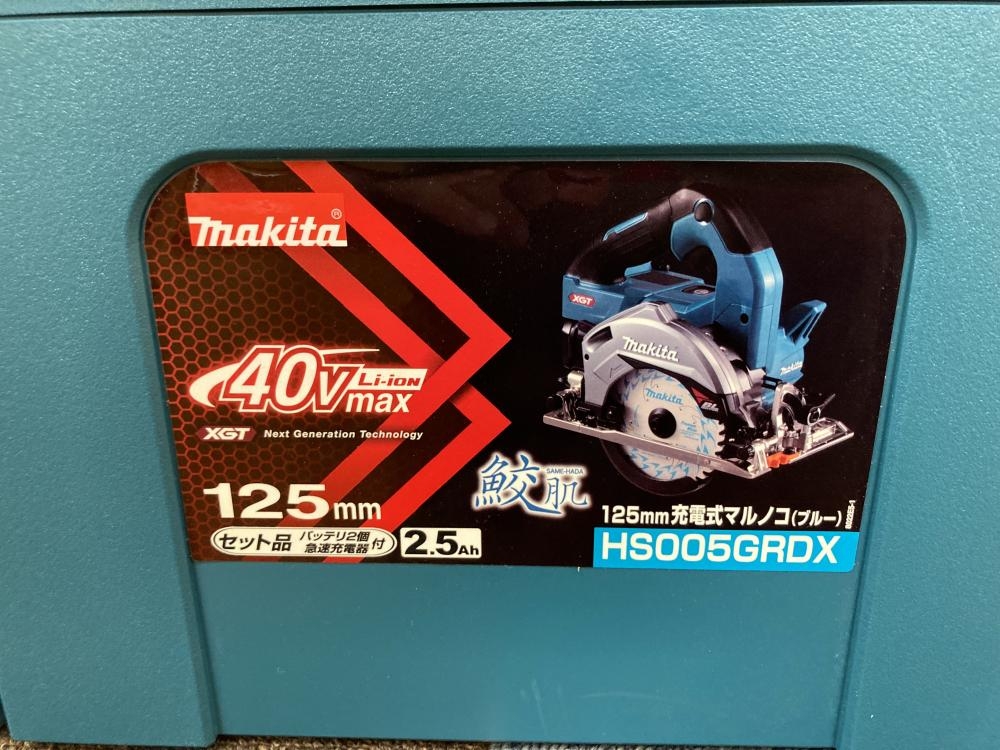 makita®
40Vmax Li-ion
XGT Next Generation Technology
125mm
セット品 バッテリ2個 急速充電器 付 2.5Ah
XGT
makita
makita
鮫肌
SAME-HADA
125mm充電式マルノコ(ブルー)
HS005GRDX